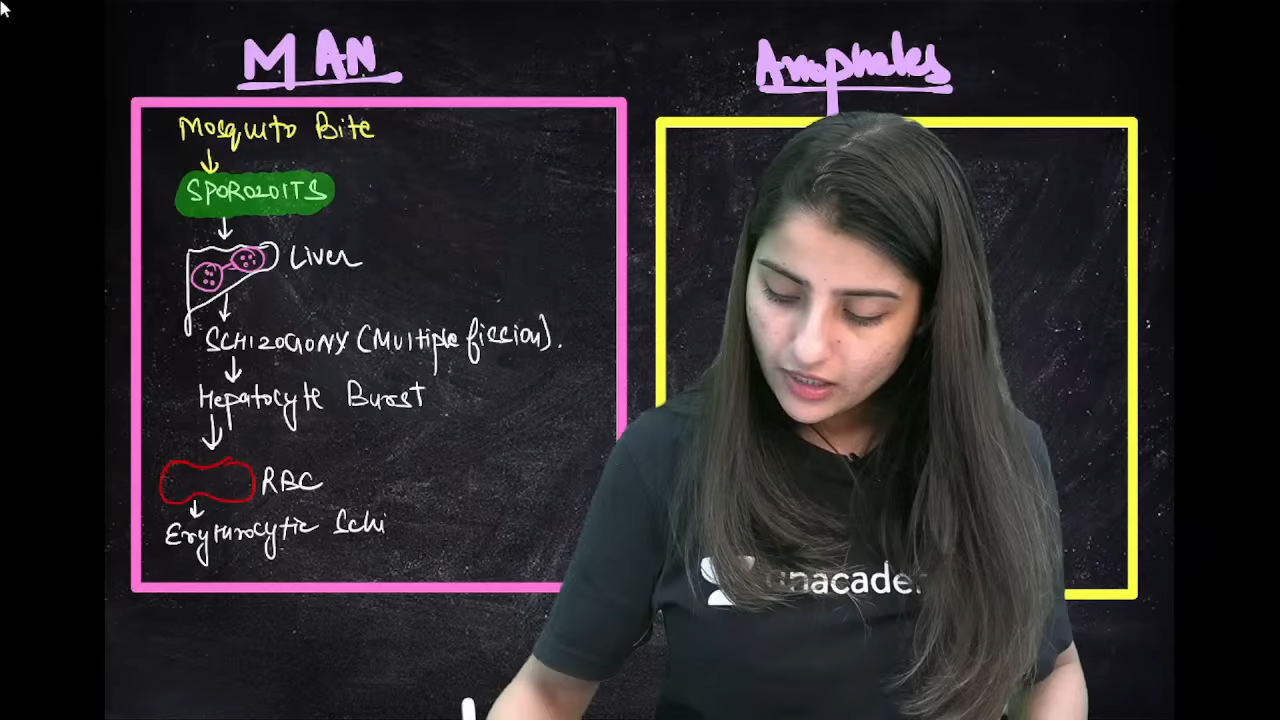 MAN
Anopheles
Mosquito Bite
SPOROZOITS
Liver
SCHIZOGONY (Multiple fission).
Hepatocyte Burst
RBC
Erythrocytic Schi
unacade